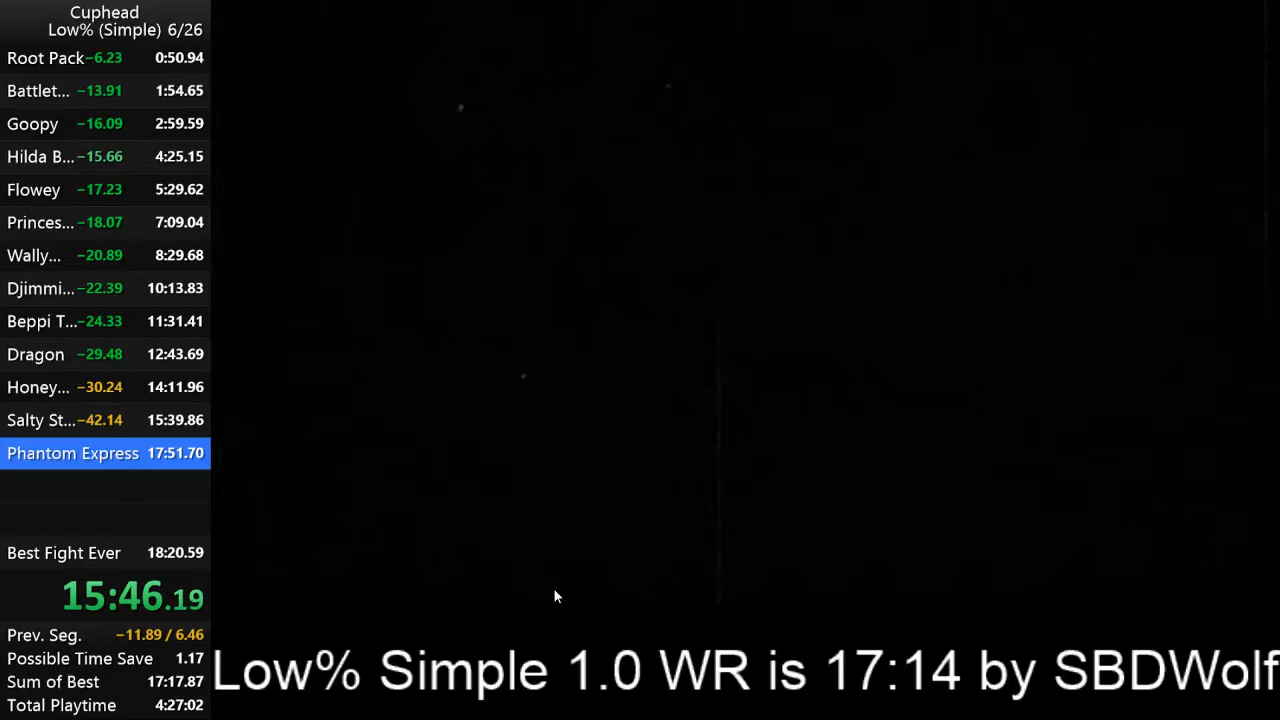 Cuphead
Low% (Simple) 6/26
Root Pack −6.23 0:50.94
Battlet... −13.91 1:54.65
Goopy −16.09 2:59.59
Hilda B... −15.66 4:25.15
Flowey −17.23 5:29.62
Princes... −18.07 7:09.04
Wally... −20.89 8:29.68
Djimmi... −22.39 10:13.83
Beppi T... −24.33 11:31.41
Dragon −29.48 12:43.69
Honey... −30.24 14:11.96
Salty St... −42.14 15:39.86
Phantom Express 17:51.70
Best Fight Ever 18:20.59
15:46.19
Prev. Seg. −11.89 / 6.46
Possible Time Save 1.17
Sum of Best 17:17.87
Total Playtime 4:27:02
Low% Simple 1.0 WR is 17:14 by SBDWolf